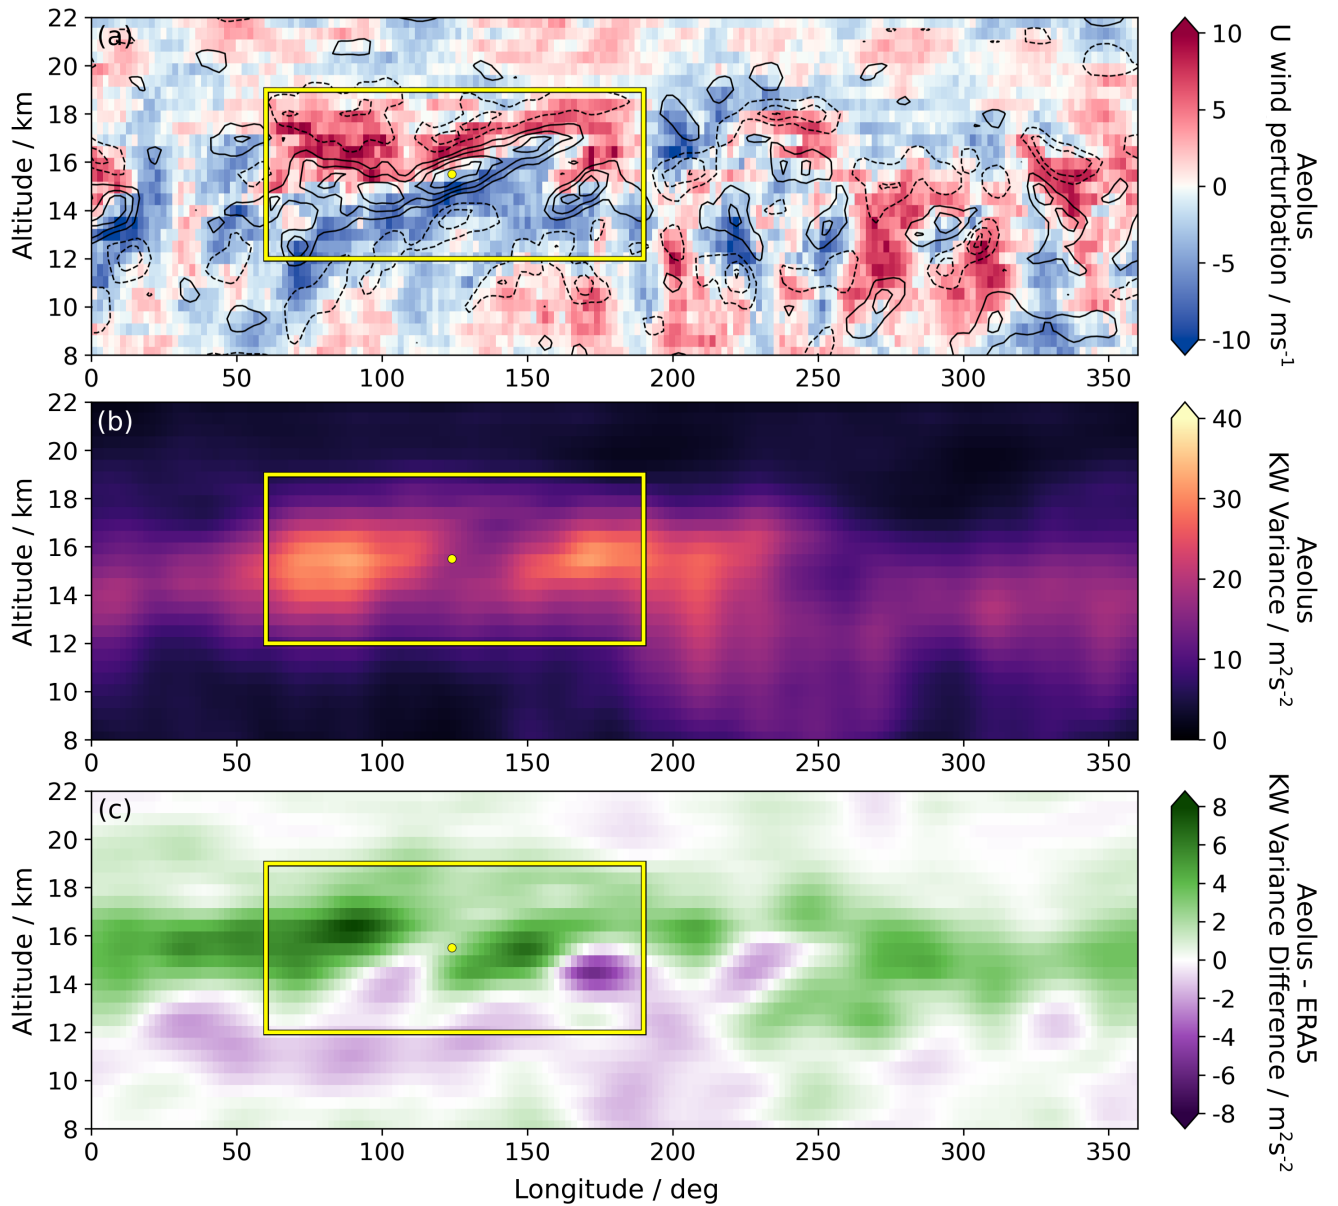 (a)
22
20
18
16
14
12
10
8
Altitude / km
0 50 100 150 200 250 300 350
10
5
0
-5
-10
Aeolus
U wind perturbation / ms⁻¹
(b)
22
20
18
16
14
12
10
8
Altitude / km
0 50 100 150 200 250 300 350
40
30
20
10
0
Aeolus
KW Variance / m²s⁻²
(c)
22
20
18
16
14
12
10
8
Altitude / km
0 50 100 150 200 250 300 350
Longitude / deg
8
6
4
2
0
-2
-4
-6
-8
Aeolus - ERA5
KW Variance Difference / m²s⁻²